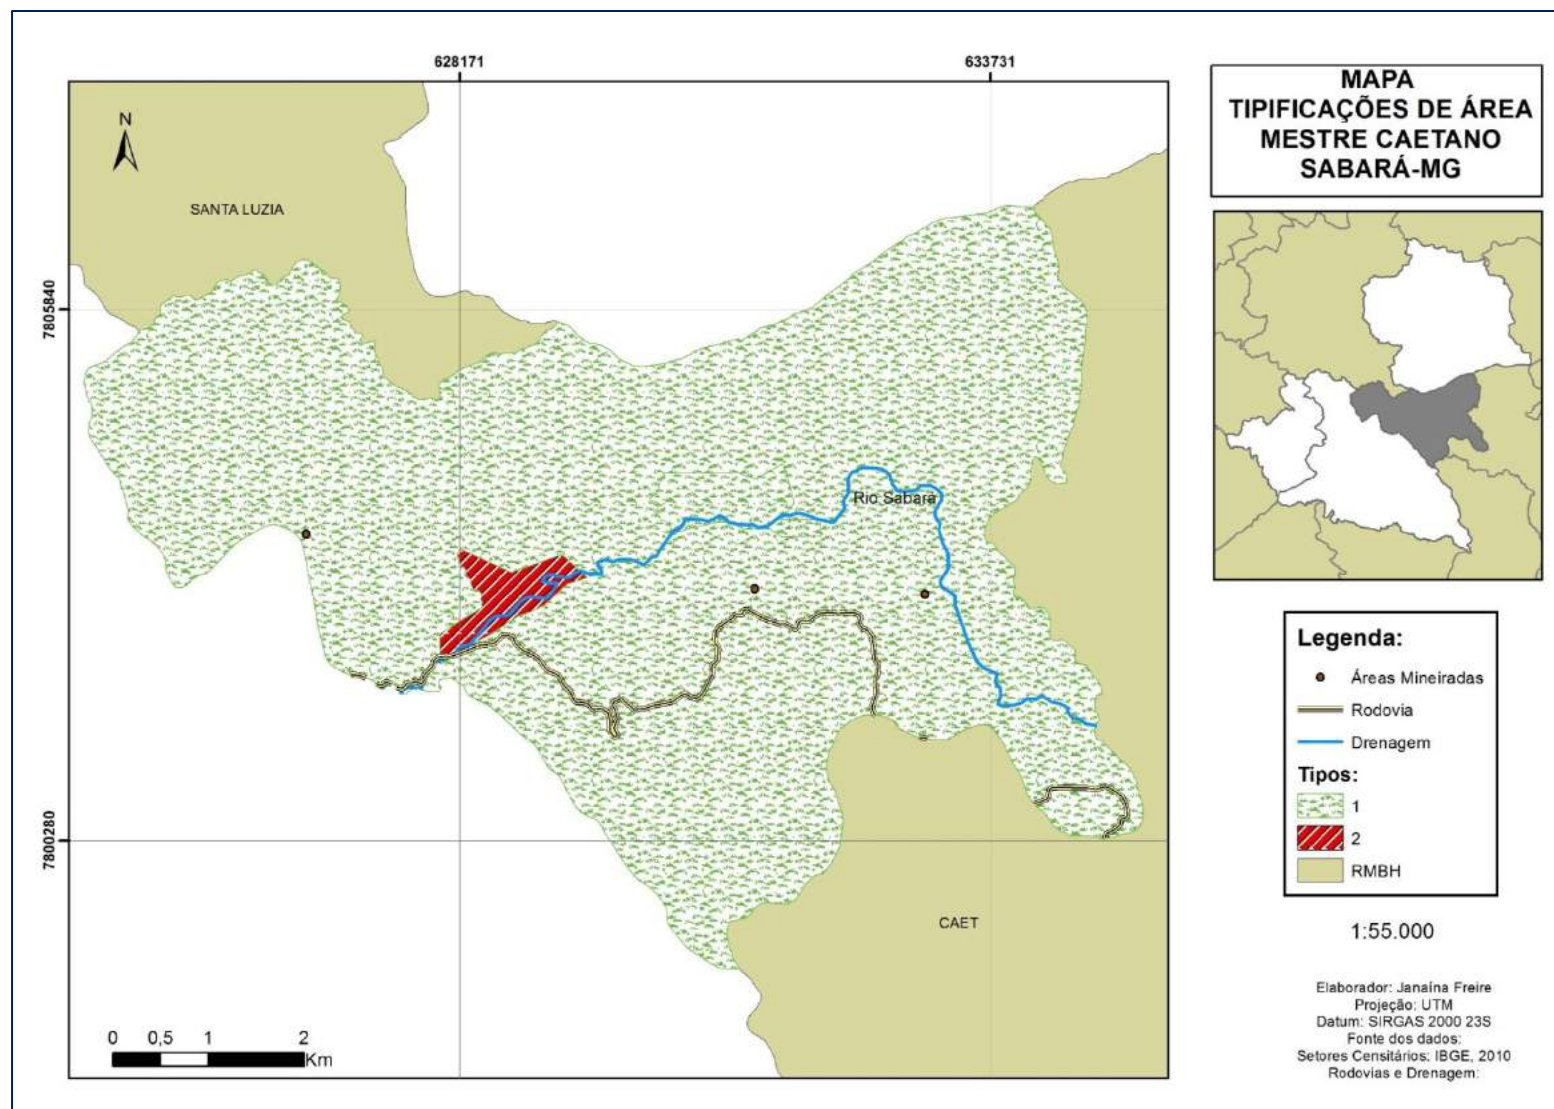 628171
633731
7805840
7800280
N
SANTA LUZIA
Rio Sabará
CAET
0 0,5 1 2
Km
MAPA
TIPIFICAÇÕES DE ÁREA
MESTRE CAETANO
SABARÁ-MG
Legenda:
Áreas Mineiradas
Rodovia
Drenagem
Tipos:
1
2
RMBH
1:55.000
Elaborador: Janaína Freire
Projeção: UTM
Datum: SIRGAS 2000 23S
Fonte dos dados:
Setores Censitários: IBGE, 2010
Rodovias e Drenagem: